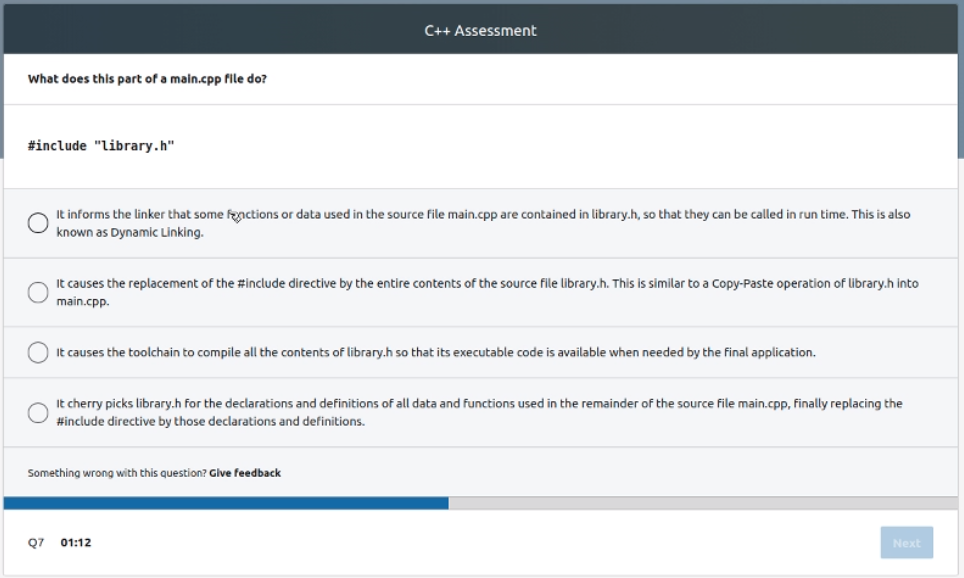 C++ Assessment
What does this part of a main.cpp file do?
#include "library.h"
It informs the linker that some functions or data used in the source file main.cpp are contained in library.h, so that they can be called in run time. This is also
known as Dynamic Linking.
It causes the replacement of the #include directive by the entire contents of the source file library.h. This is similar to a Copy-Paste operation of library.h into
main.cpp.
It causes the toolchain to compile all the contents of library.h so that its executable code is available when needed by the final application.
It cherry picks library.h for the declarations and definitions of all data and functions used in the remainder of the source file main.cpp, finally replacing the
#include directive by those declarations and definitions.
Something wrong with this question? Give feedback
Q7 01:12
Next